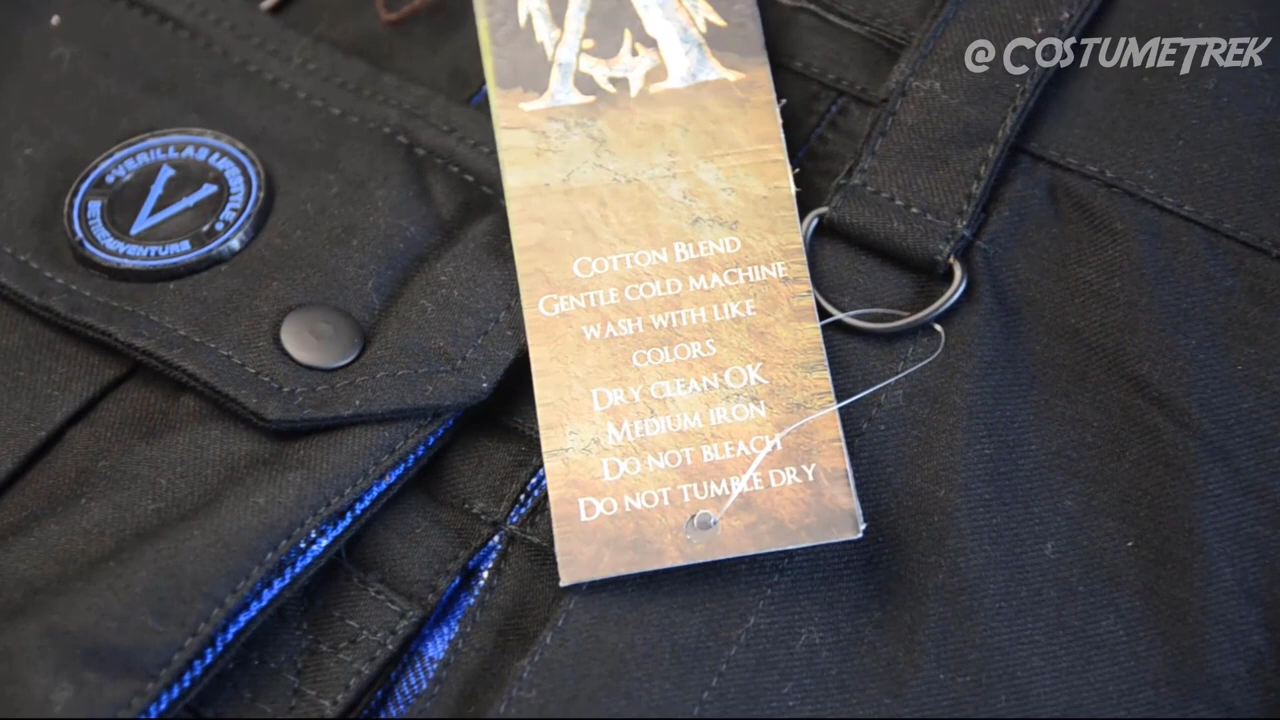 @COSTUMETREK
•VERILLAS LIFESTYLE•
V
BETHEADVENTURE
COTTON BLEND
GENTLE COLD MACHINE
WASH WITH LIKE
COLORS
DRY CLEAN OK
MEDIUM IRON
DO NOT BLEACH
DO NOT TUMBLE DRY